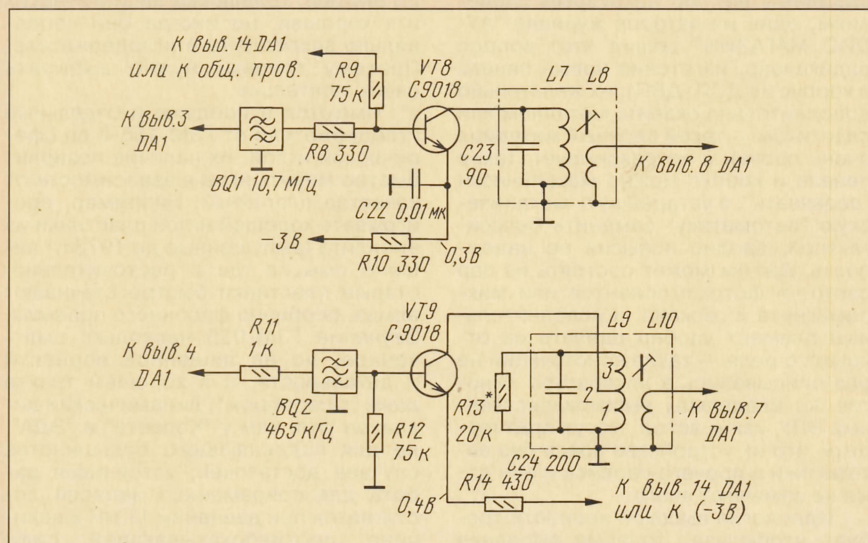 К выв. 14 DA1
или к общ. пров.
R9
75 к
VT8
C9018
L7 L8
К выв. 3
DA1
R8 330
C23
90
К выв. 8 DA1
BQ1 10,7 МГц
C22 0,01 мк
−3 В
R10 330
0,3 В
VT9
C9018
L9 L10
R11
1 к
К выв. 4
DA1
BQ2
465 кГц
R12
75 к
R13*
20 к
3
2
1
К выв. 7
DA1
C24 200
0,4 В
R14 430
К выв. 14 DA1
или к (−3 В)